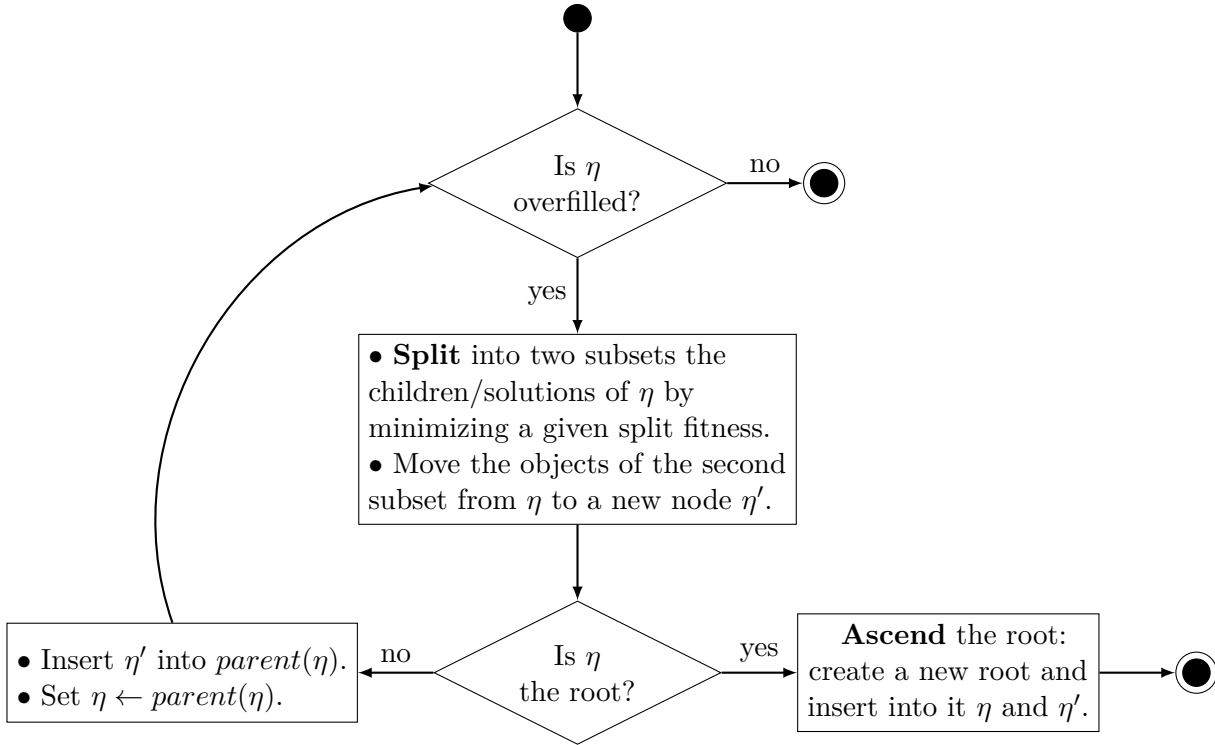 Is η
overfilled?
no
yes
• Split into two subsets the
children/solutions of η by
minimizing a given split fitness.
• Move the objects of the second
subset from η to a new node η′.
• Insert η′ into parent(η).
• Set η ← parent(η).
no
Is η
the root?
yes
Ascend the root:
create a new root and
insert into it η and η′.